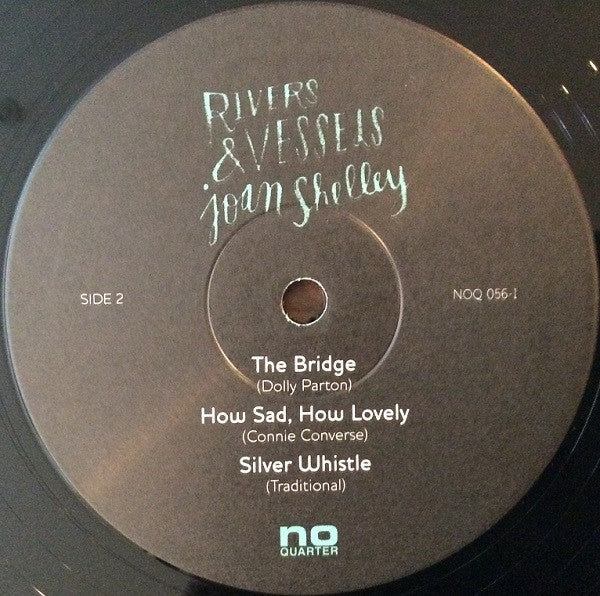 RIVERS
& VESSELS
joan shelley
SIDE 2
NOQ 056-1
The Bridge
(Dolly Parton)
How Sad, How Lovely
(Connie Converse)
Silver Whistle
(Traditional)
no
QUARTER